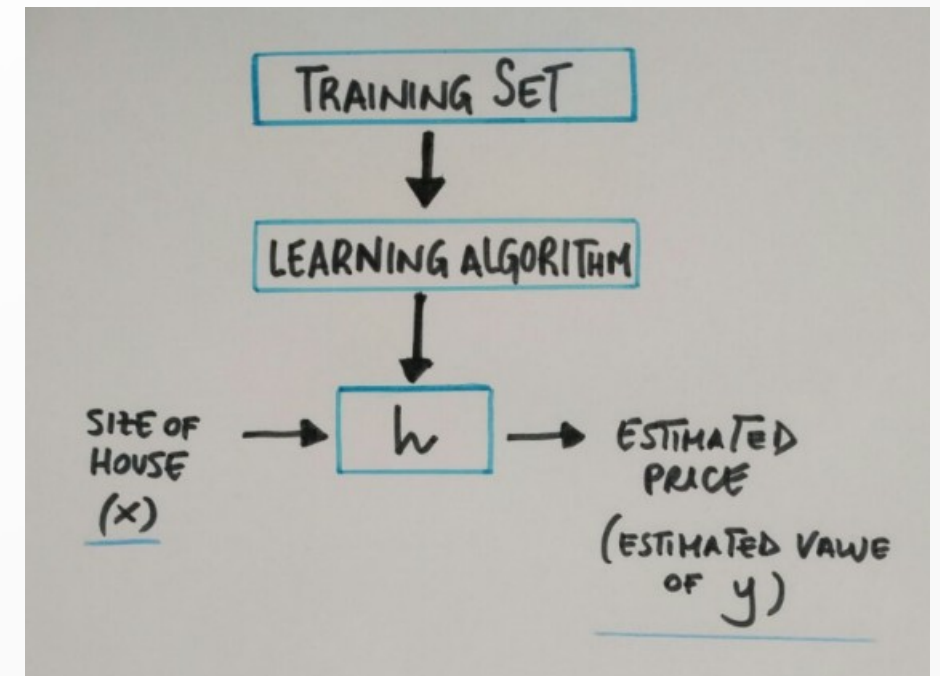 TRAINING SET
LEARNING ALGORITHM
SIZE OF
HOUSE
(x)
h
ESTIMATED
PRICE
(ESTIMATED VALUE
OF y)